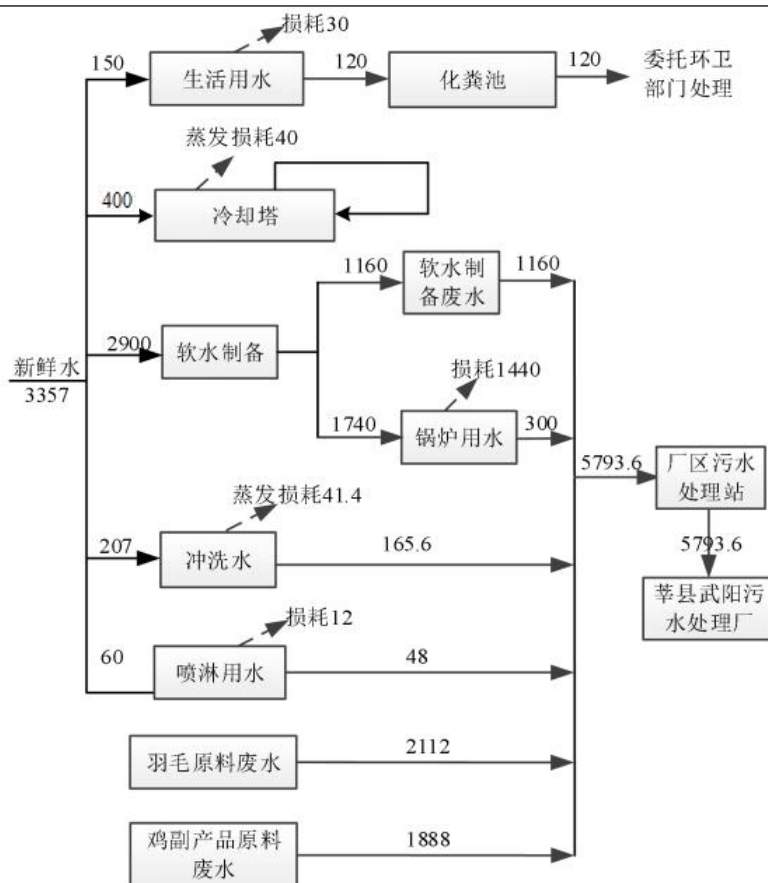 损耗30
150
生活用水
120
化粪池
120
委托环卫
部门处理
蒸发损耗40
400
冷却塔
1160
软水制
备废水
1160
新鲜水
3357
2900
软水制备
损耗1440
1740
锅炉用水
300
5793.6
厂区污水
处理站
蒸发损耗41.4
207
冲洗水
165.6
5793.6
莘县武阳污
水处理厂
损耗12
60
喷淋用水
48
羽毛原料废水
2112
鸡副产品原料
废水
1888